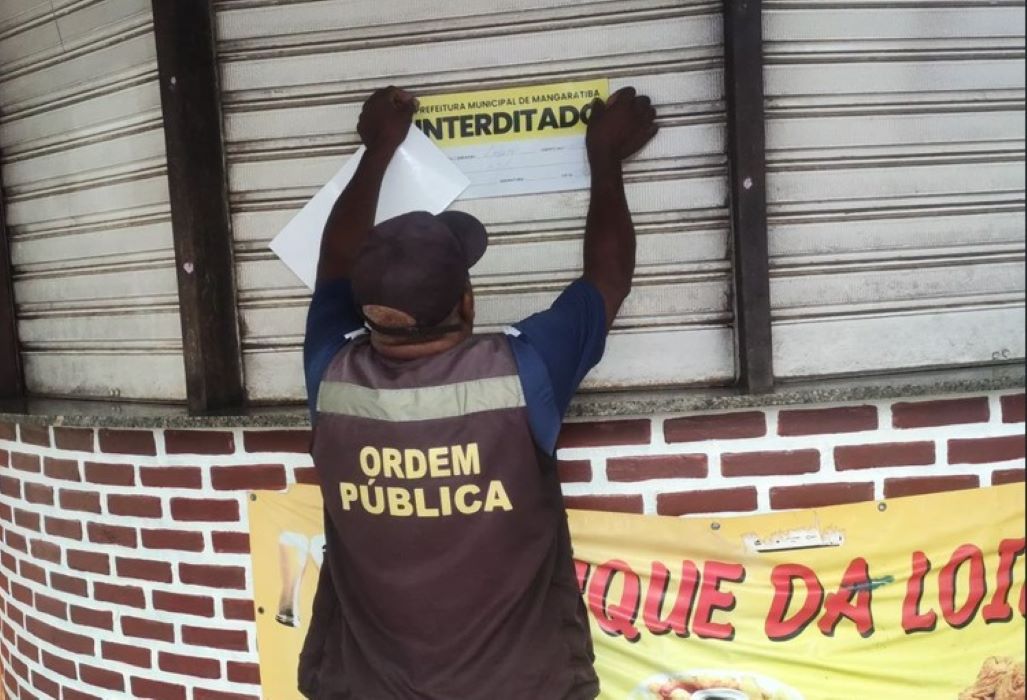 PREFEITURA MUNICIPAL DE MANGARATIBA
INTERDITADO
ORDEM
PÚBLICA
QUE DA LOI